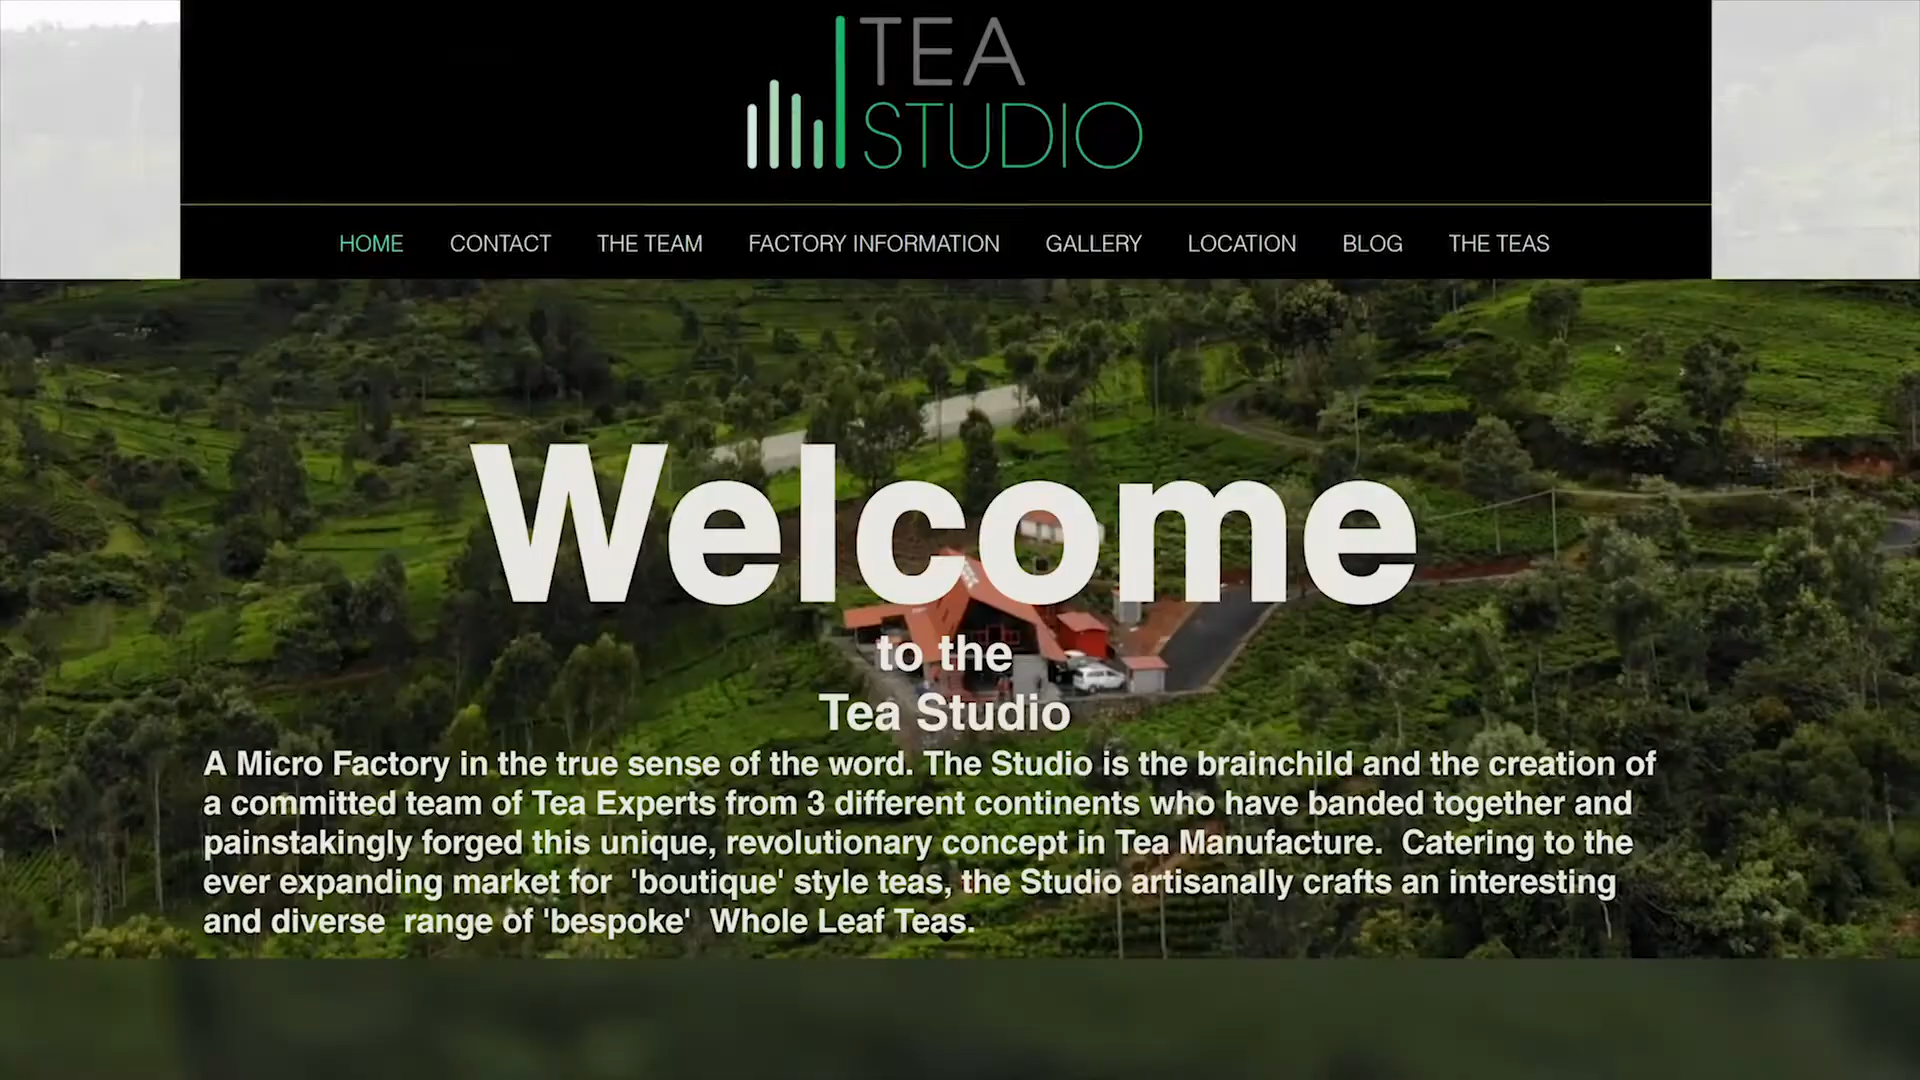 TEA
STUDIO
HOME CONTACT THE TEAM FACTORY INFORMATION GALLERY LOCATION BLOG THE TEAS
Welcome
to the
Tea Studio
A Micro Factory in the true sense of the word. The Studio is the brainchild and the creation of
a committed team of Tea Experts from 3 different continents who have banded together and
painstakingly forged this unique, revolutionary concept in Tea Manufacture.  Catering to the
ever expanding market for  'boutique' style teas, the Studio artisanally crafts an interesting
and diverse  range of 'bespoke'  Whole Leaf Teas.